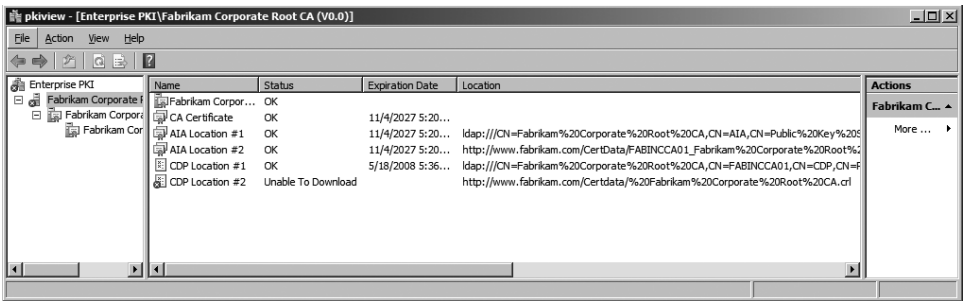 pkiview - [Enterprise PKI\Fabrikam Corporate Root CA (V0.0)]
File Action View Help
Enterprise PKI
Fabrikam Corporate
Fabrikam Corpor
Fabrikam Cor
Name Status Expiration Date Location
Fabrikam Corpor... OK
CA Certificate OK 11/4/2027 5:20...
AIA Location #1 OK 11/4/2027 5:20... ldap:///CN=Fabrikam%20Corporate%20Root%20CA,CN=AIA,CN=Public%20Key%20S
AIA Location #2 OK 11/4/2027 5:20... http://www.fabrikam.com/CertData/FABINCCA01_Fabrikam%20Corporate%20Root%2
CDP Location #1 OK 5/18/2008 5:36... ldap:///CN=Fabrikam%20Corporate%20Root%20CA,CN=FABINCCA01,CN=CDP,CN=P
CDP Location #2 Unable To Download http://www.fabrikam.com/Certdata/%20Fabrikam%20Corporate%20Root%20CA.crl
Actions
Fabrikam C...
More ...